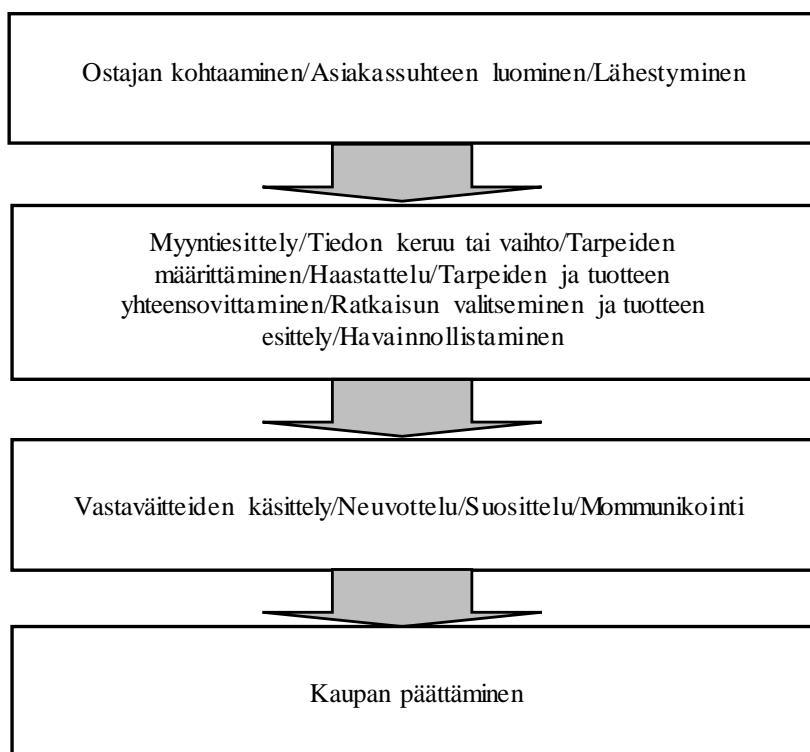 Ostajan kohtaaminen/Asiakassuhteen luominen/Lähestyminen
Myyntiesittely/Tiedon keruu tai vaihto/Tarpeiden
määrittäminen/Haastattelu/Tarpeiden ja tuotteen
yhteensovittaminen/Ratkaisun valitseminen ja tuotteen
esittely/Havainnollistaminen
Vastaväitteiden käsittely/Neuvottelu/Suosittelu/Mommunikointi
Kaupan päättäminen